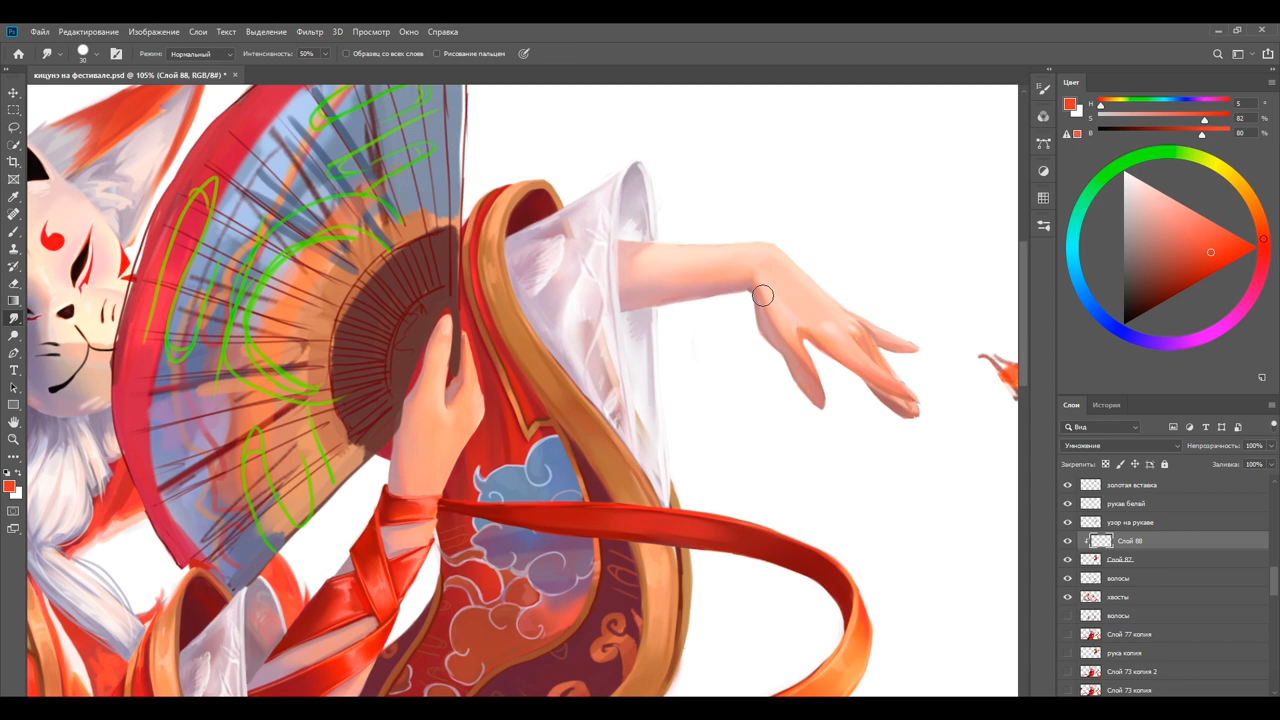 Ps Файл Редактирование Изображение Слои Текст Выделение Фильтр 3D Просмотр Окно Справка
30 Режим: Нормальный Интенсивность: 50% Образец со всех слоев Рисование пальцем
кицунэ на фестивале.psd @ 105% (Слой 88, RGB/8#) * ×
Цвет
H 5 °
S 82 %
B 80 %
Слои История
Вид
Умножение Непрозрачность: 100%
Закрепить: Заливка: 100%
золотая вставка
рукав белвй
узор на рукаве
Слой 88
Слой 87
волосы
хвосты
волосы
Слой 77 копия
рука копия
Слой 73 копия 2
Слой 73 копия